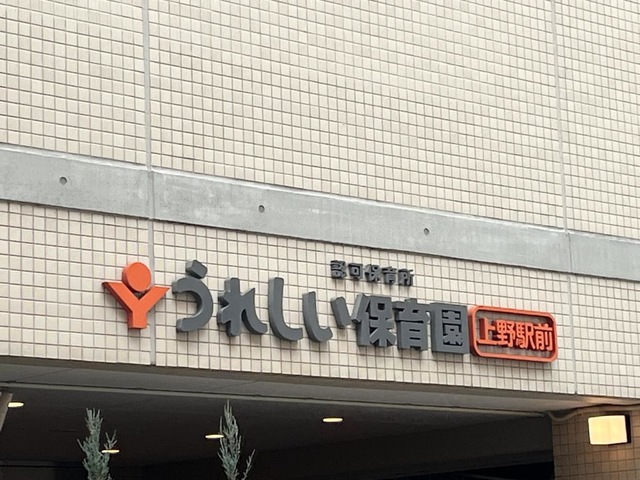 認可保育所
うれしい保育園 上野駅前